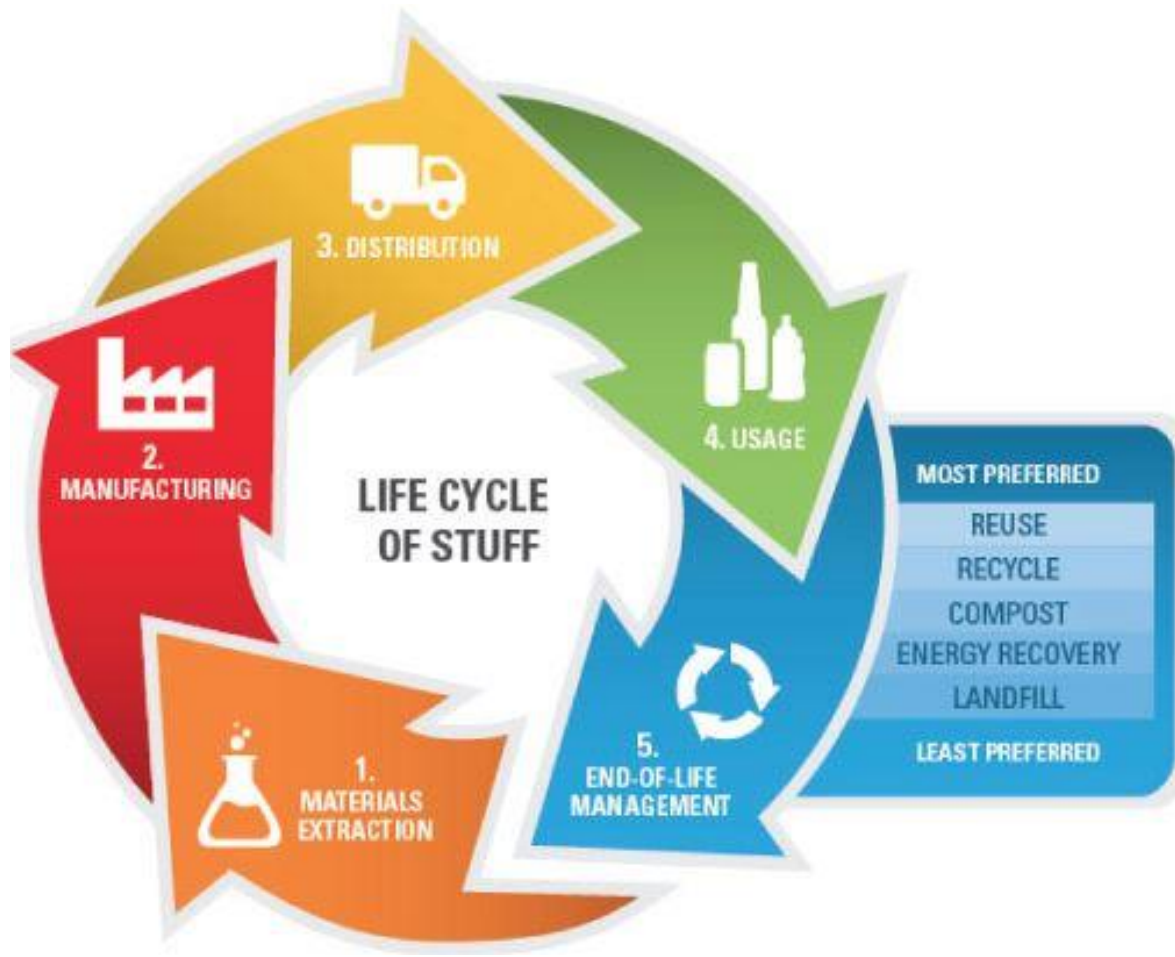 LIFE CYCLE
OF STUFF
1.
MATERIALS
EXTRACTION
2.
MANUFACTURING
3. DISTRIBUTION
4. USAGE
5.
END-OF-LIFE
MANAGEMENT
MOST PREFERRED
REUSE
RECYCLE
COMPOST
ENERGY RECOVERY
LANDFILL
LEAST PREFERRED